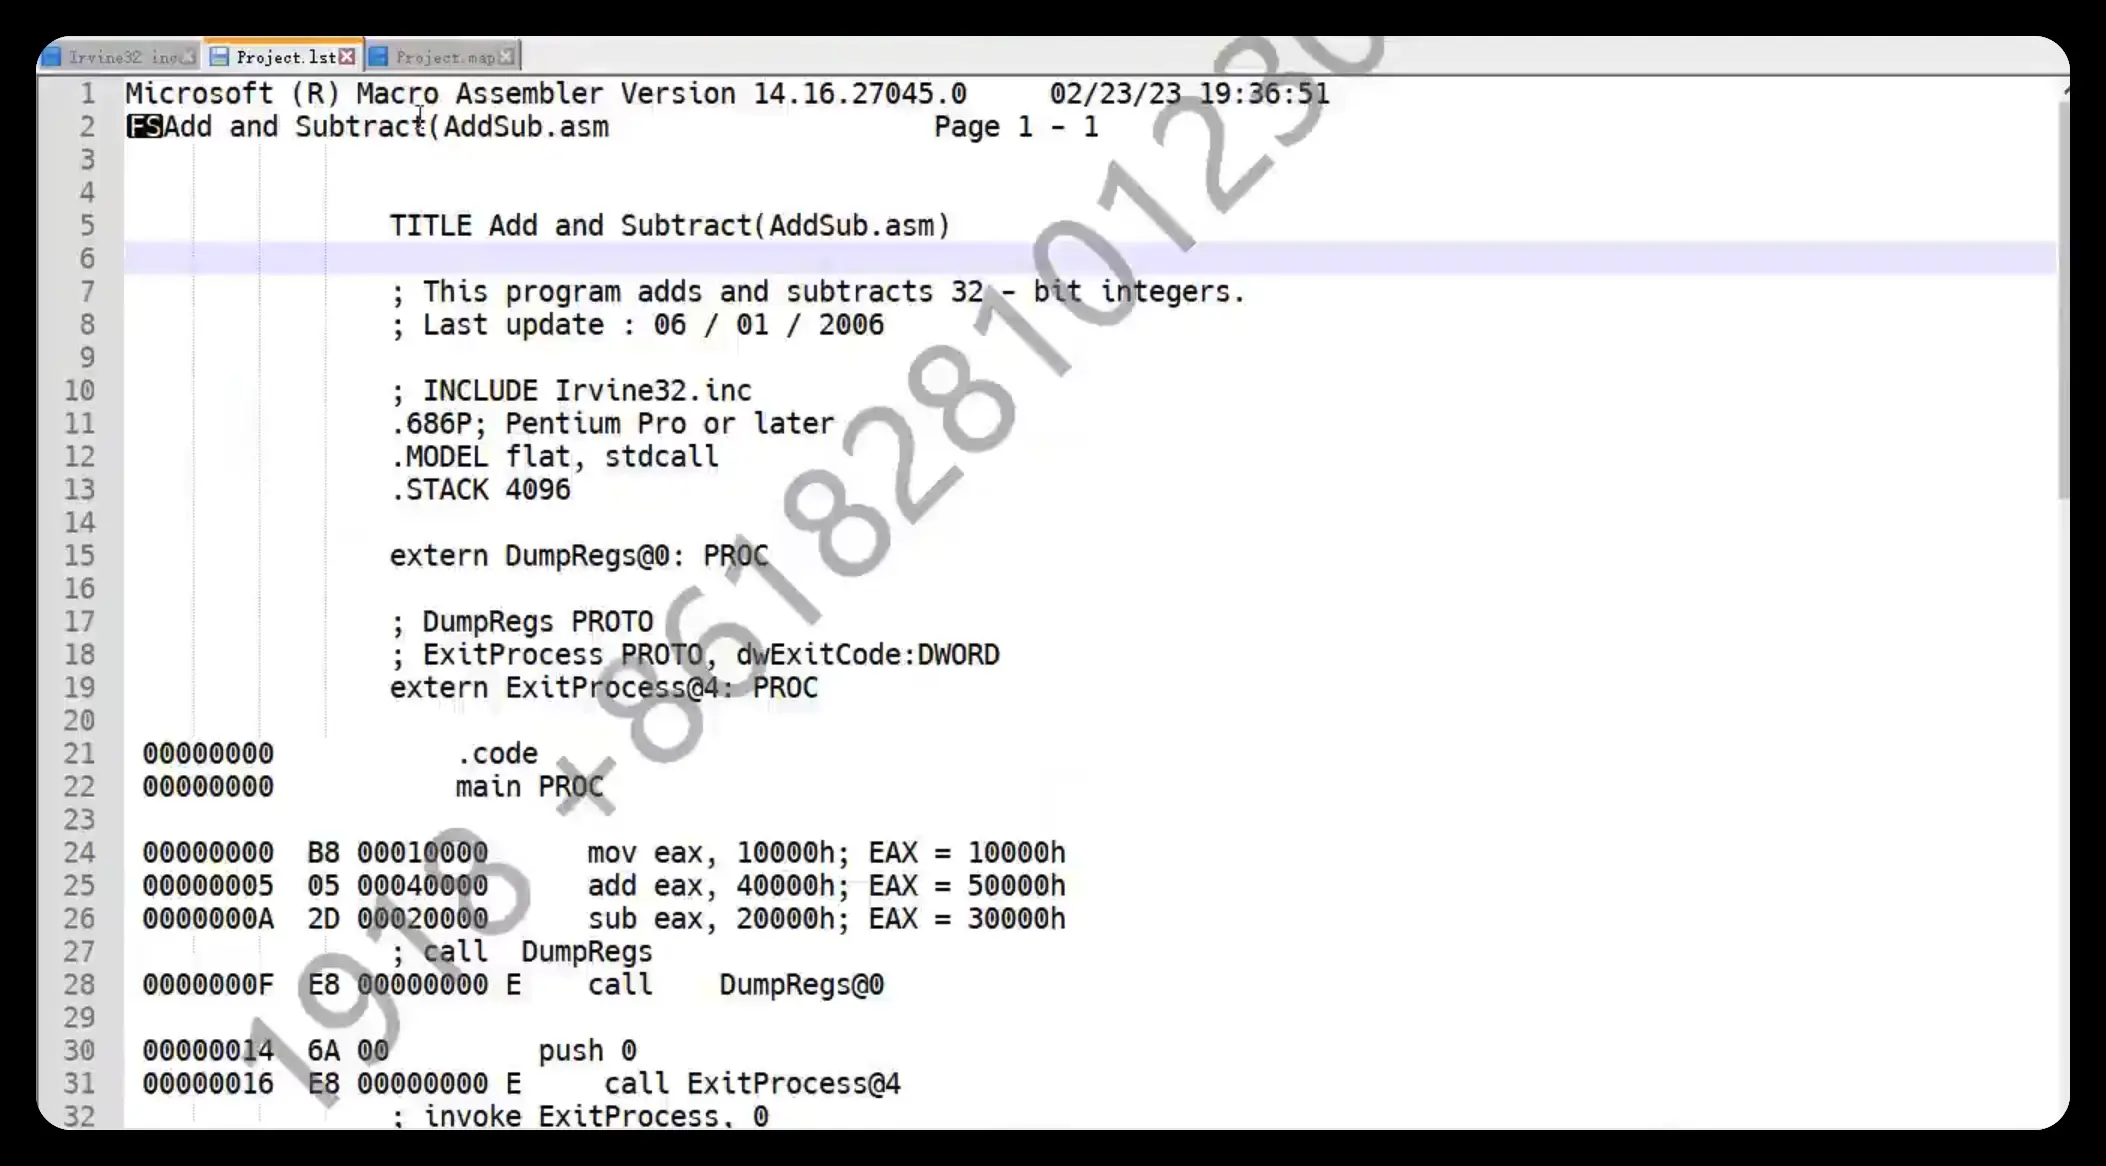 Irvine32 inc Project.lst Project.map
1 Microsoft (R) Macro Assembler Version 14.16.27045.0 02/23/23 19:36:51
2 FSAdd and Subtract(AddSub.asm Page 1 - 1
3
4
5 TITLE Add and Subtract(AddSub.asm)
6
7 ; This program adds and subtracts 32 - bit integers.
8 ; Last update : 06 / 01 / 2006
9
10 ; INCLUDE Irvine32.inc
11 .686P; Pentium Pro or later
12 .MODEL flat, stdcall
13 .STACK 4096
14
15 extern DumpRegs@0: PROC
16
17 ; DumpRegs PROTO
18 ; ExitProcess PROTO, dwExitCode:DWORD
19 extern ExitProcess@4: PROC
20
21 00000000 .code
22 00000000 main PROC
23
24 00000000 B8 00010000 mov eax, 10000h; EAX = 10000h
25 00000005 05 00040000 add eax, 40000h; EAX = 50000h
26 0000000A 2D 00020000 sub eax, 20000h; EAX = 30000h
27 ; call DumpRegs
28 0000000F E8 00000000 E call DumpRegs@0
29
30 00000014 6A 00 push 0
31 00000016 E8 00000000 E call ExitProcess@4
32 ; invoke ExitProcess, 0
1918 +861828101230